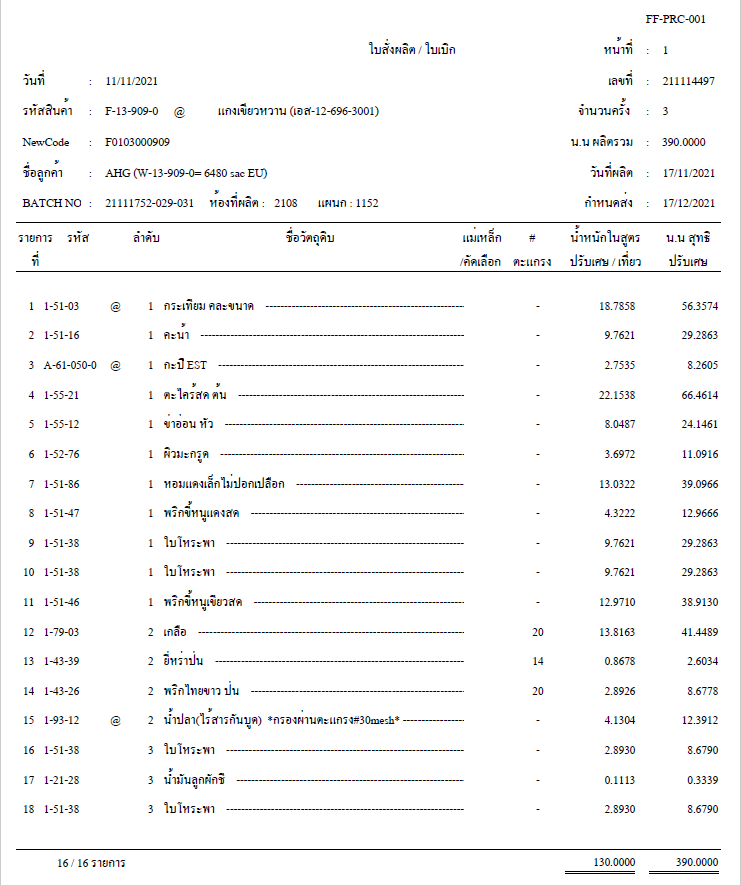 FF-PRC-001
ใบสั่งผลิต / ใบเบิก หน้าที่ : 1
วันที่ : 11/11/2021 เลขที่ : 211114497
รหัสสินค้า : F-13-909-0 @ แกงเขียวหวาน (เอส-12-696-3001) จำนวนครั้ง : 3
NewCode : F0103000909 น.น ผลิตรวม : 390.0000
ชื่อลูกค้า : AHG (W-13-909-0= 6480 sac EU) วันที่ผลิต : 17/11/2021
BATCH NO : 21111752-029-031 ห้องที่ผลิต : 2108 แผนก : 1152 กำหนดส่ง : 17/12/2021
รายการ รหัส ลำดับ ชื่อวัตถุดิบ แม่เหล็ก # น้ำหนักในสูตร น.น สุทธิ
ที่ /คัดเลือก ตะแกรง ปรับเศษ / เที่ยว ปรับเศษ
1 1-51-03 @ 1 กระเทียม คละขนาด - 18.7858 56.3574
2 1-51-16 1 คะน้า - 9.7621 29.2863
3 A-61-050-0 @ 1 กะปิ EST - 2.7535 8.2605
4 1-55-21 1 ตะไคร้สด ต้น - 22.1538 66.4614
5 1-55-12 1 ข่าอ่อน หัว - 8.0487 24.1461
6 1-52-76 1 ผิวมะกรูด - 3.6972 11.0916
7 1-51-86 1 หอมแดงเล็กไม่ปอกเปลือก - 13.0322 39.0966
8 1-51-47 1 พริกขี้หนูแดงสด - 4.3222 12.9666
9 1-51-38 1 ใบโหระพา - 9.7621 29.2863
10 1-51-38 1 ใบโหระพา - 9.7621 29.2863
11 1-51-46 1 พริกขี้หนูเขียวสด - 12.9710 38.9130
12 1-79-03 2 เกลือ 20 13.8163 41.4489
13 1-43-39 2 ยี่หร่าป่น 14 0.8678 2.6034
14 1-43-26 2 พริกไทยขาว ป่น 20 2.8926 8.6778
15 1-93-12 @ 2 น้ำปลา(ไร้สารกันบูด) *กรองผ่านตะแกรง#30mesh* - 4.1304 12.3912
16 1-51-38 3 ใบโหระพา - 2.8930 8.6790
17 1-21-28 3 น้ำมันลูกผักชี - 0.1113 0.3339
18 1-51-38 3 ใบโหระพา - 2.8930 8.6790
16 / 16 รายการ 130.0000 390.0000